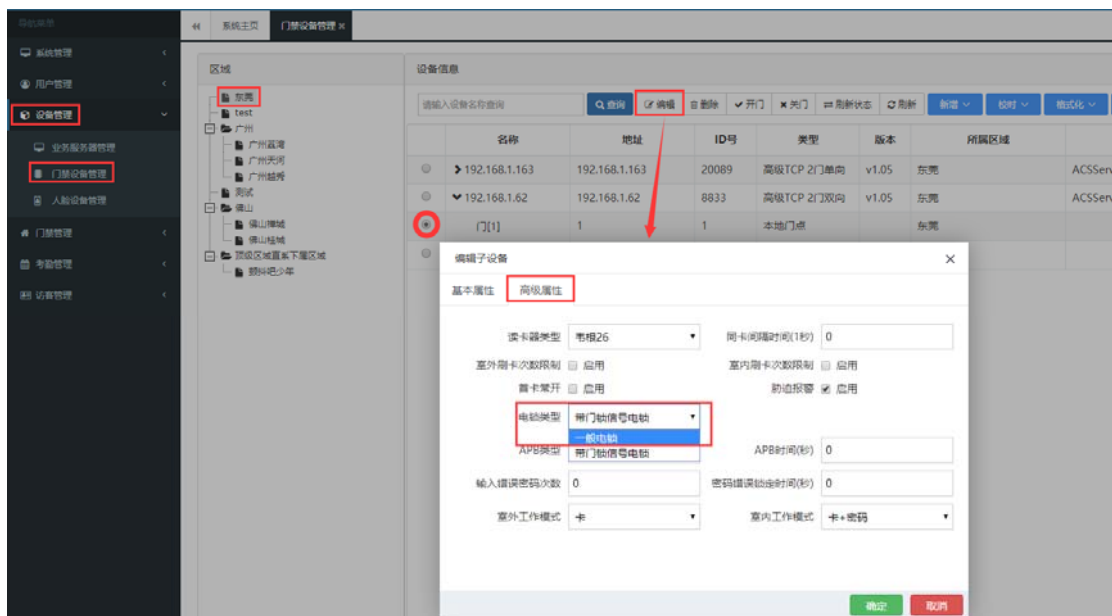 导航菜单
系统主页
门禁设备管理 ×
系统管理
用户管理
设备管理
业务服务器管理
门禁设备管理
人脸设备管理
门禁管理
考勤管理
访客管理
区域
东莞
test
广州
广州荔湾
广州天河
广州越秀
测试
佛山
佛山禅城
佛山桂城
顶级区域直系下属区域
颤抖吧少年
设备信息
请输入设备名称查询
查询 编辑 删除 开门 关门 刷新状态 刷新 新增 校时 格式化
名称 地址 ID号 类型 版本 所属区域
192.168.1.163 192.168.1.163 20089 高级TCP 2门单向 v1.05 东莞 ACSServ
192.168.1.62 192.168.1.62 8833 高级TCP 2门双向 v1.05 东莞 ACSServ
门[1] 1 1 本地门点 东莞
编辑子设备 ×
基本属性 高级属性
读卡器类型 韦根26 同卡间隔时间(1秒) 0
室外刷卡次数限制 启用 室内刷卡次数限制 启用
首卡常开 启用 胁迫报警 启用
电锁类型 带门锁信号电锁
一般电锁
带门锁信号电锁
APB类型 APB时间(秒) 0
输入错误密码次数 0 密码错误锁定时间(秒) 0
室外工作模式 卡 室内工作模式 卡+密码
确定 取消